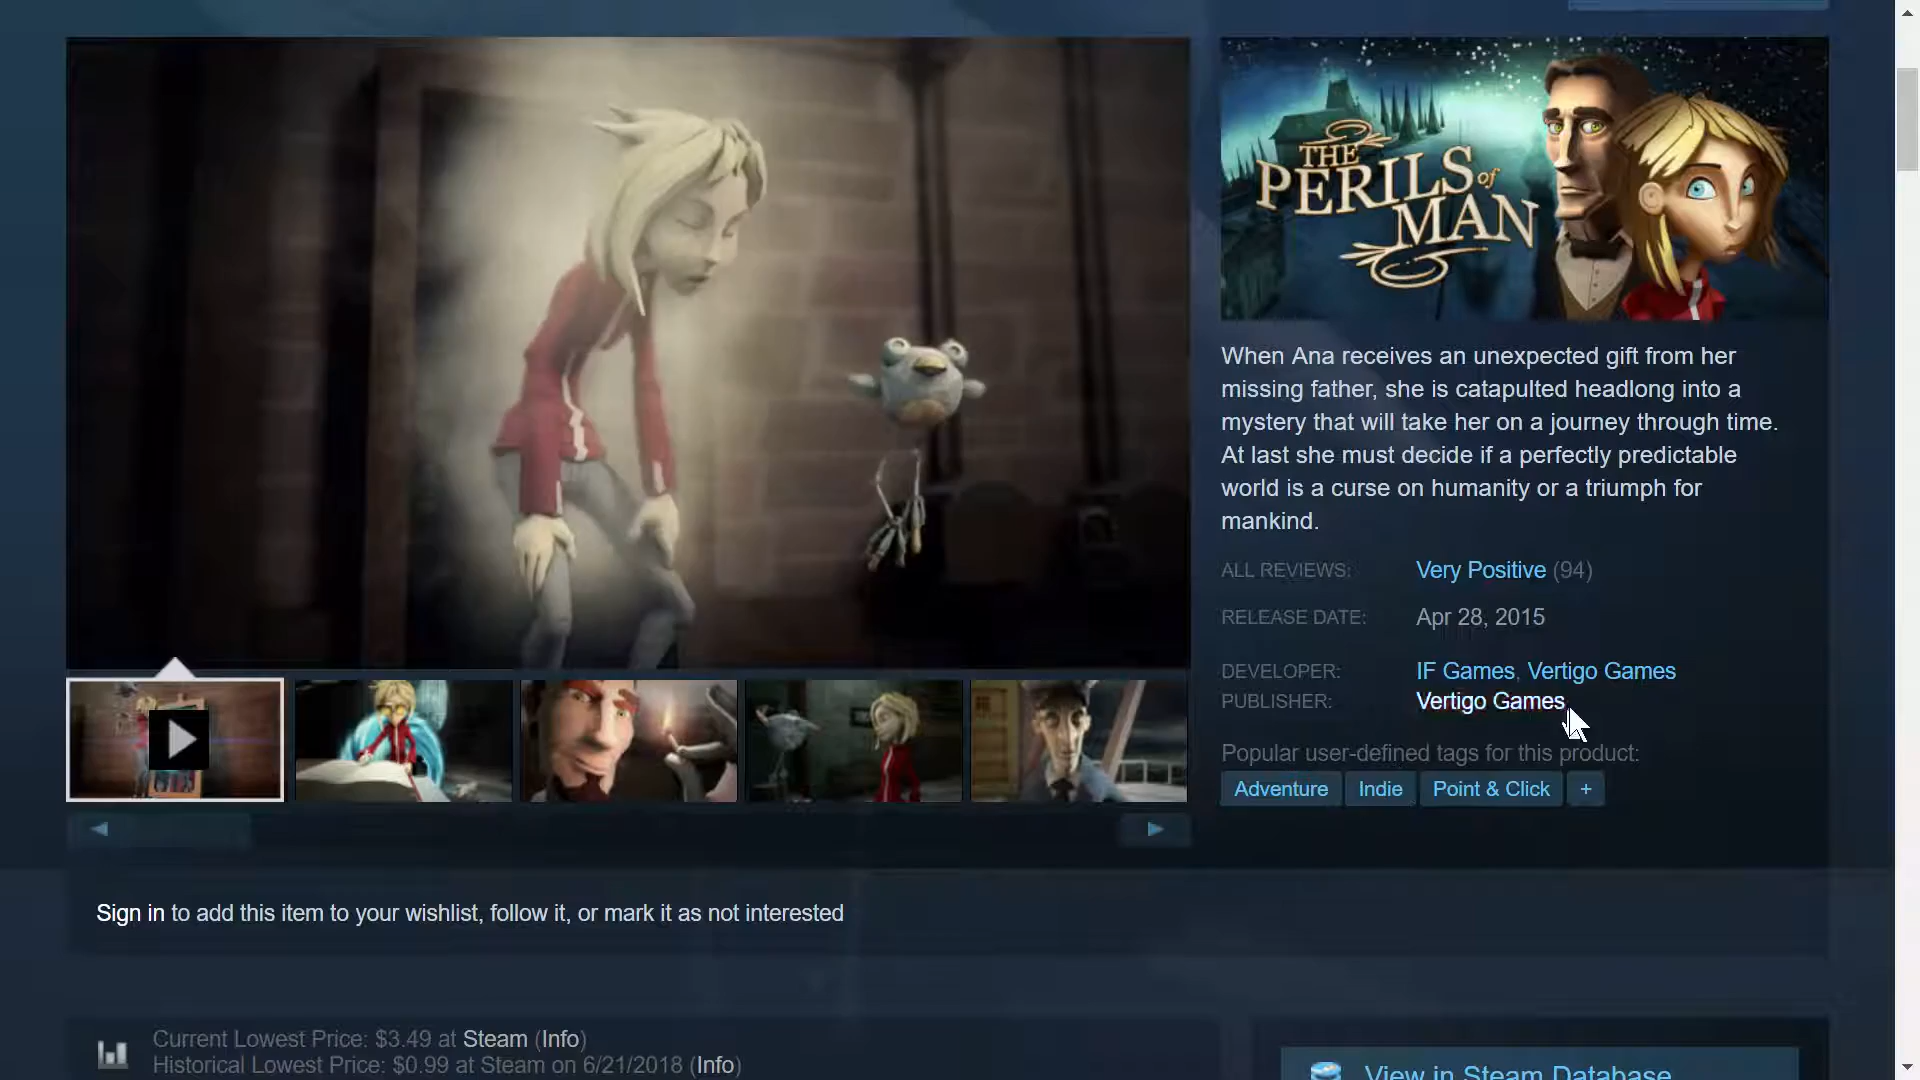 THE
PERILS of
MAN
When Ana receives an unexpected gift from her
missing father, she is catapulted headlong into a
mystery that will take her on a journey through time.
At last she must decide if a perfectly predictable
world is a curse on humanity or a triumph for
mankind.
ALL REVIEWS: Very Positive (94)
RELEASE DATE: Apr 28, 2015
DEVELOPER: IF Games, Vertigo Games
PUBLISHER: Vertigo Games
Popular user-defined tags for this product:
Adventure Indie Point & Click +
Sign in to add this item to your wishlist, follow it, or mark it as not interested
Current Lowest Price: $3.49 at Steam (Info)
Historical Lowest Price: $0.99 at Steam on 6/21/2018 (Info)
View in Steam Database